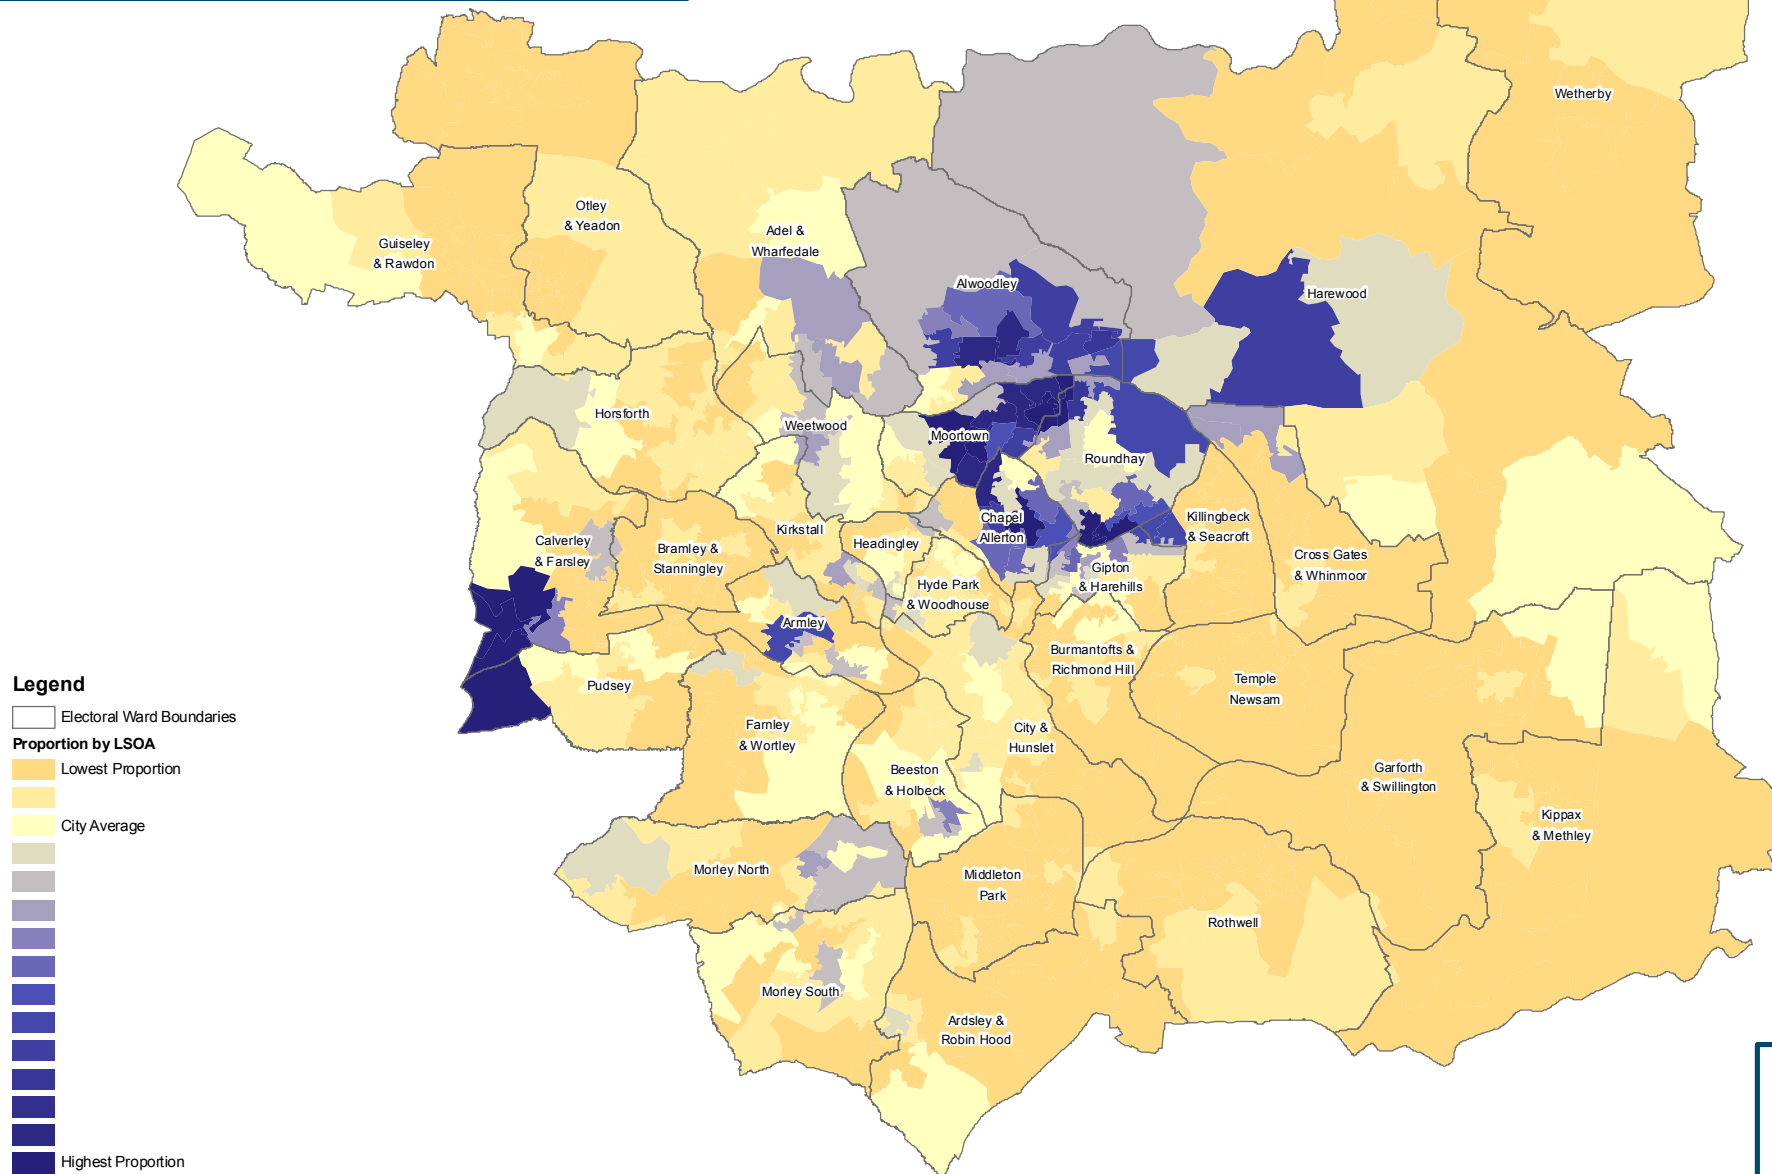 Wetherby
Otley
& Yeadon
Guiseley
& Rawdon
Adel &
Wharfedale
Alwoodley
Harewood
Horsforth
Weetwood
Moortown
Roundhay
Calverley
& Farsley
Bramley &
Stanningley
Kirkstall
Headingley
Chapel
Allerton
Killingbeck
& Seacroft
Cross Gates
& Whinmoor
Gipton
& Harehills
Hyde Park
& Woodhouse
Armley
Burmantofts &
Richmond Hill
Temple
Newsam
Pudsey
Farnley
& Wortley
City &
Hunslet
Beeston
& Holbeck
Garforth
& Swillington
Kippax
& Methley
Morley North
Middleton
Park
Rothwell
Morley South
Ardsley &
Robin Hood
Legend
Electoral Ward Boundaries
Proportion by LSOA
Lowest Proportion
City Average
Highest Proportion